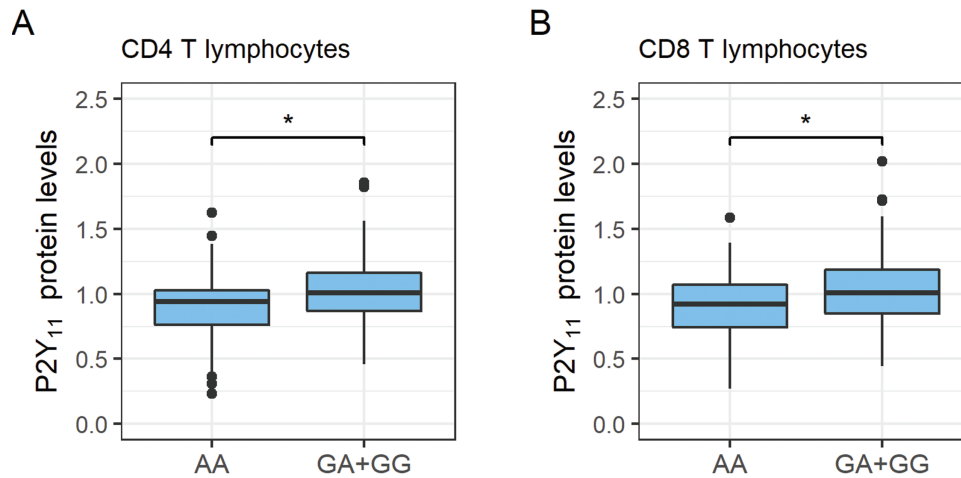 A
CD4 T lymphocytes
P2Y₁₁ protein levels
2.5
2.0
1.5
1.0
0.5
0.0
*
AA GA+GG
B
CD8 T lymphocytes
P2Y₁₁ protein levels
2.5
2.0
1.5
1.0
0.5
0.0
*
AA GA+GG